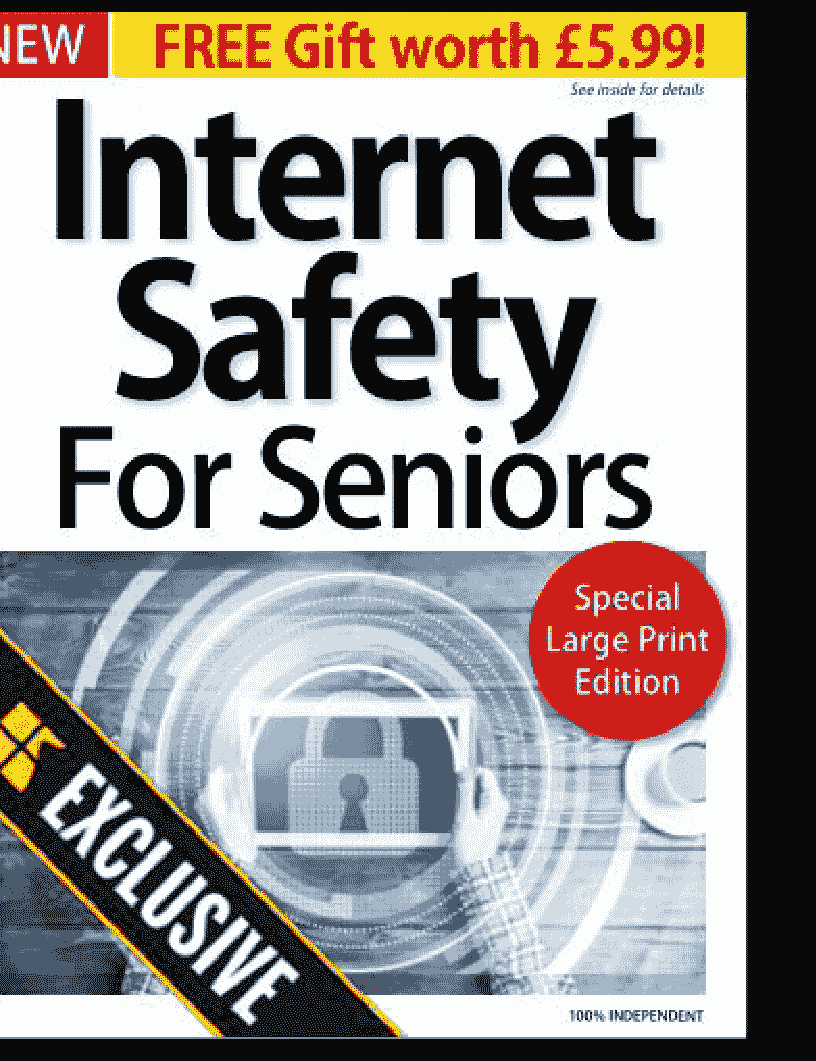 NEW
FREE Gift worth £5.99!
See inside for details
Internet
Safety
For Seniors
Special
Large Print
Edition
EXCLUSIVE
100% INDEPENDENT